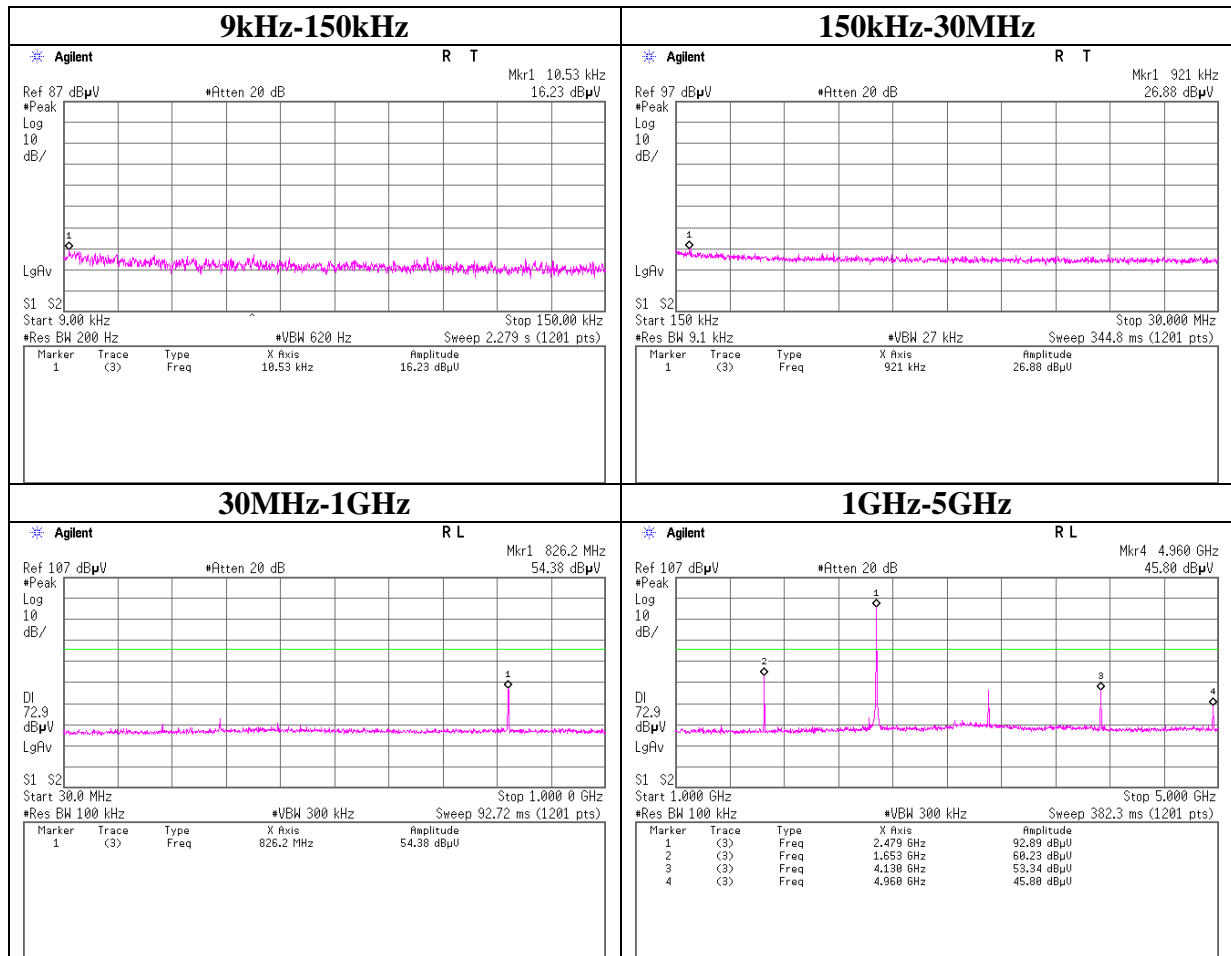 9kHz-150kHz
Agilent R T
Mkr1 10.53 kHz
Ref 87 dBµV #Atten 20 dB 16.23 dBµV
#Peak
Log
10
dB/
1
LgAv
S1 S2
Start 9.00 kHz ^ Stop 150.00 kHz
#Res BW 200 Hz #VBW 620 Hz Sweep 2.279 s (1201 pts)
Marker Trace Type X Axis Amplitude
1 (3) Freq 10.53 kHz 16.23 dBµV
150kHz-30MHz
Agilent R T
Mkr1 921 kHz
Ref 97 dBµV #Atten 20 dB 26.88 dBµV
#Peak
Log
10
dB/
1
LgAv
S1 S2
Start 150 kHz Stop 30.000 MHz
#Res BW 9.1 kHz #VBW 27 kHz Sweep 344.8 ms (1201 pts)
Marker Trace Type X Axis Amplitude
1 (3) Freq 921 kHz 26.88 dBµV
30MHz-1GHz
Agilent R L
Mkr1 826.2 MHz
Ref 107 dBµV #Atten 20 dB 54.38 dBµV
#Peak
Log
10
dB/
1
DI
72.9
dBµV
LgAv
S1 S2
Start 30.0 MHz Stop 1.000 0 GHz
#Res BW 100 kHz #VBW 300 kHz Sweep 92.72 ms (1201 pts)
Marker Trace Type X Axis Amplitude
1 (3) Freq 826.2 MHz 54.38 dBµV
1GHz-5GHz
Agilent R L
Mkr4 4.960 GHz
Ref 107 dBµV #Atten 20 dB 45.80 dBµV
#Peak
Log
10
dB/
1
2
3
4
DI
72.9
dBµV
LgAv
S1 S2
Start 1.000 GHz Stop 5.000 GHz
#Res BW 100 kHz #VBW 300 kHz Sweep 382.3 ms (1201 pts)
Marker Trace Type X Axis Amplitude
1 (3) Freq 2.479 GHz 92.89 dBµV
2 (3) Freq 1.653 GHz 60.23 dBµV
3 (3) Freq 4.130 GHz 53.34 dBµV
4 (3) Freq 4.960 GHz 45.80 dBµV